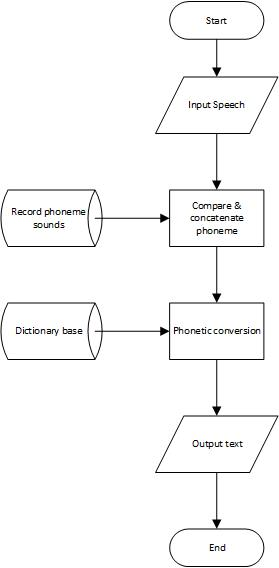 Start
Input Speech
Record phoneme
sounds
Compare &
concatenate
phoneme
Dictionary base
Phonetic conversion
Output text
End